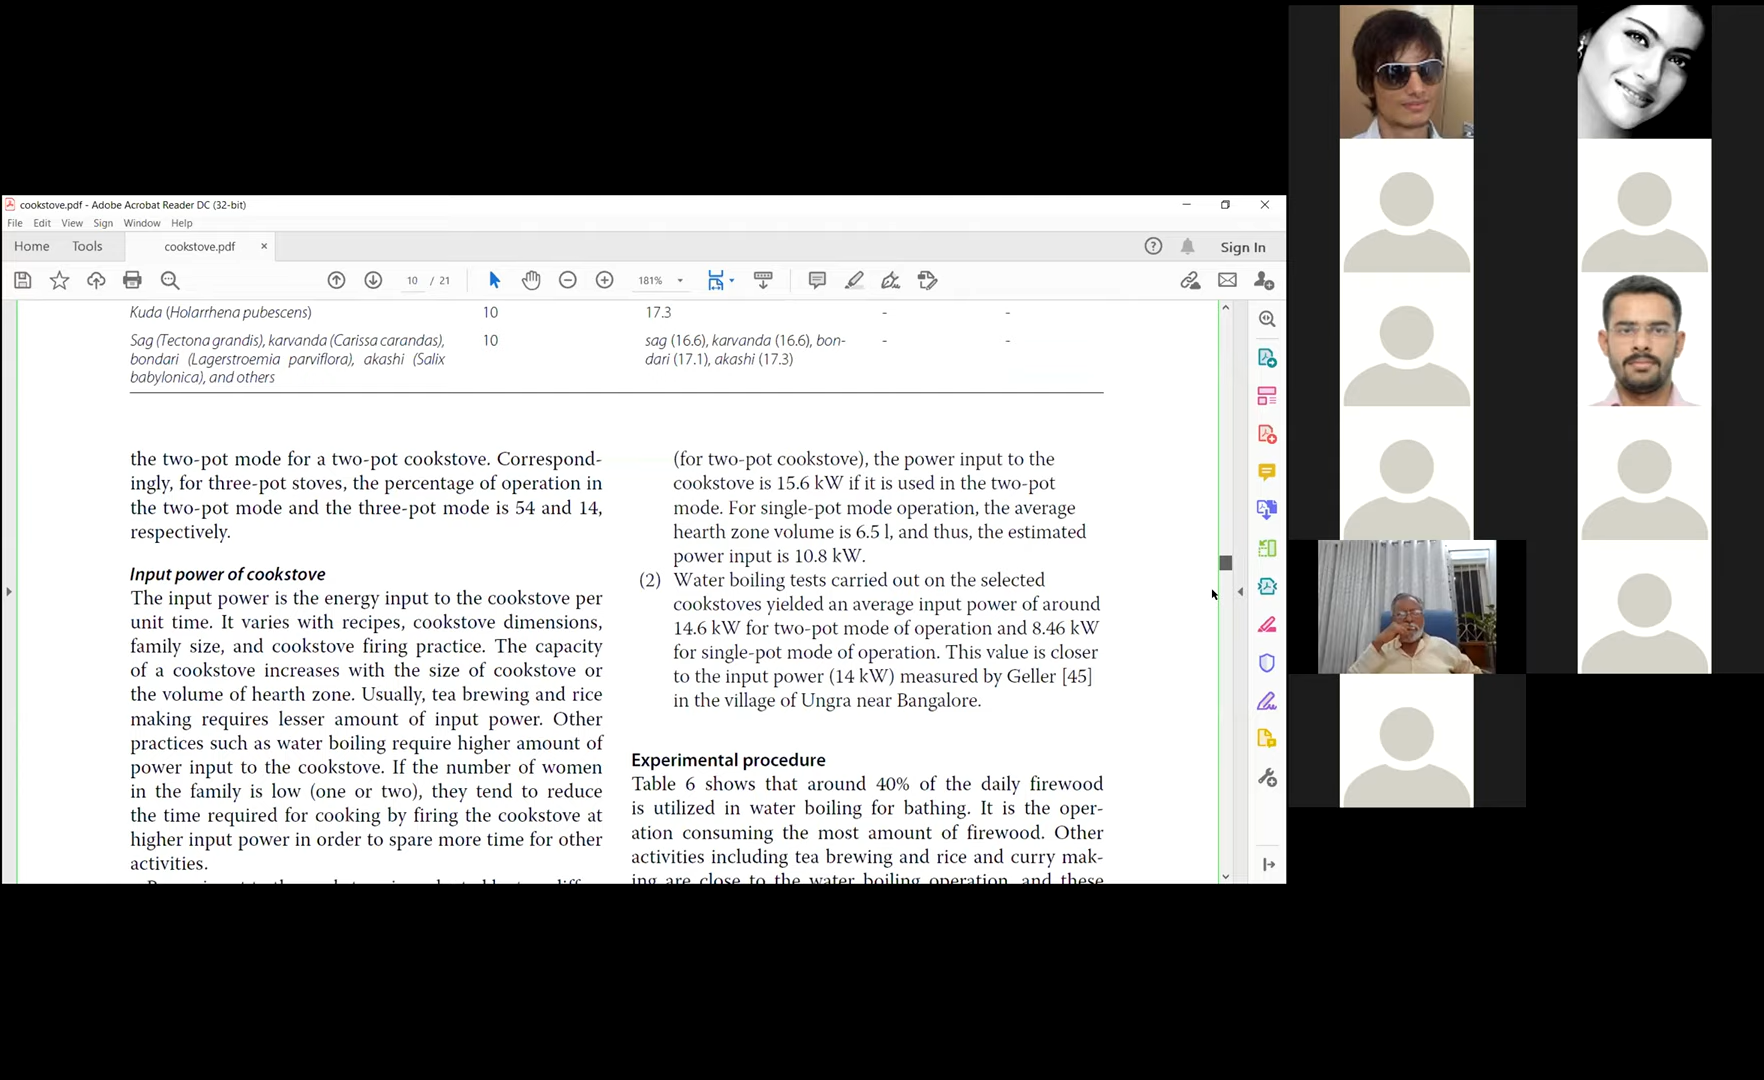 cookstove.pdf - Adobe Acrobat Reader DC (32-bit)
File Edit View Sign Window Help
Home Tools cookstove.pdf × Sign In
10 / 21 181%
Kuda (Holarrhena pubescens) 10 17.3 - -
Sag (Tectona grandis), karvanda (Carissa carandas), 10 sag (16.6), karvanda (16.6), bon- - -
bondari (Lagerstroemia parviflora), akashi (Salix dari (17.1), akashi (17.3)
babylonica), and others
the two-pot mode for a two-pot cookstove. Correspond-
ingly, for three-pot stoves, the percentage of operation in
the two-pot mode and the three-pot mode is 54 and 14,
respectively.
Input power of cookstove
The input power is the energy input to the cookstove per
unit time. It varies with recipes, cookstove dimensions,
family size, and cookstove firing practice. The capacity
of a cookstove increases with the size of cookstove or
the volume of hearth zone. Usually, tea brewing and rice
making requires lesser amount of input power. Other
practices such as water boiling require higher amount of
power input to the cookstove. If the number of women
in the family is low (one or two), they tend to reduce
the time required for cooking by firing the cookstove at
higher input power in order to spare more time for other
activities.
(for two-pot cookstove), the power input to the
cookstove is 15.6 kW if it is used in the two-pot
mode. For single-pot mode operation, the average
hearth zone volume is 6.5 l, and thus, the estimated
power input is 10.8 kW.
(2) Water boiling tests carried out on the selected
cookstoves yielded an average input power of around
14.6 kW for two-pot mode of operation and 8.46 kW
for single-pot mode of operation. This value is closer
to the input power (14 kW) measured by Geller [45]
in the village of Ungra near Bangalore.
Experimental procedure
Table 6 shows that around 40% of the daily firewood
is utilized in water boiling for bathing. It is the oper-
ation consuming the most amount of firewood. Other
activities including tea brewing and rice and curry mak-
ing are close to the water boiling operation, and these